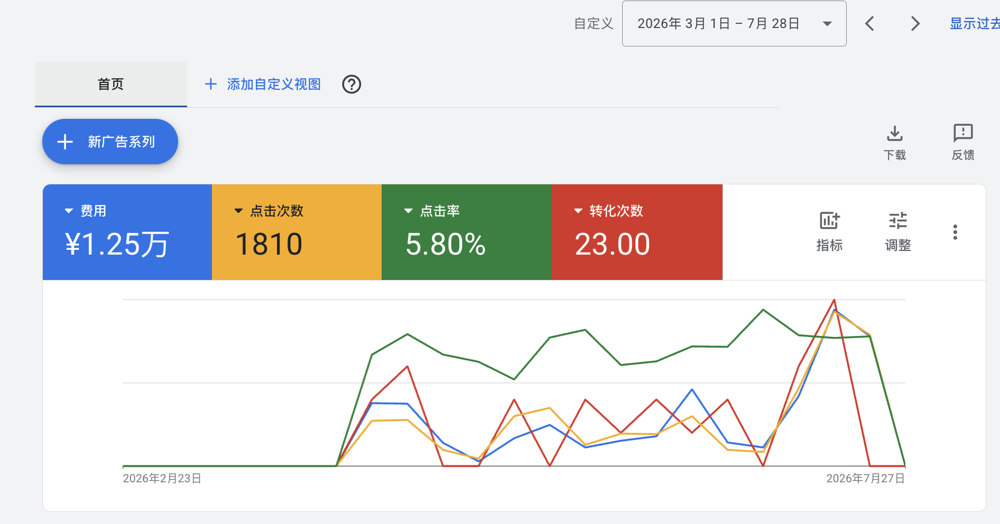 自定义
2026年 3月 1日 – 7月 28日
显示过去
首页
添加自定义视图
新广告系列
下载
反馈
费用
¥1.25万
点击次数
1810
点击率
5.80%
转化次数
23.00
指标
调整
2026年2月23日
2026年7月27日